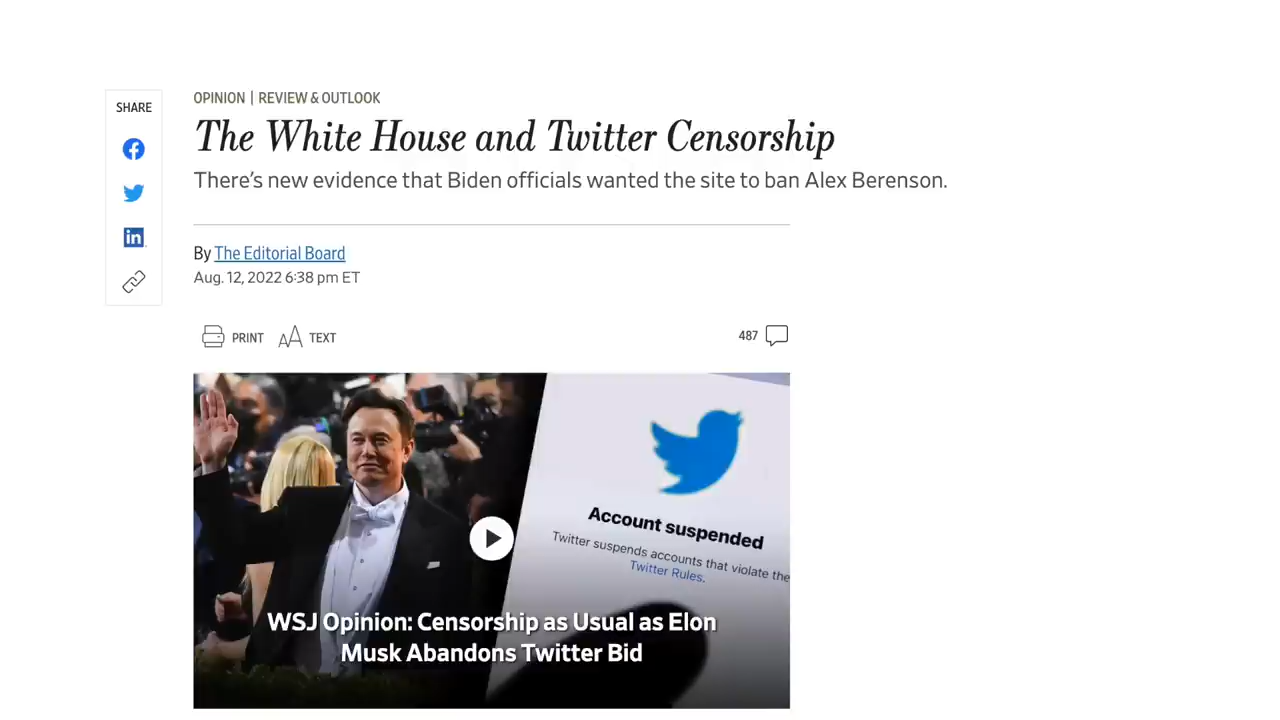 SHARE
OPINION | REVIEW & OUTLOOK
The White House and Twitter Censorship
There's new evidence that Biden officials wanted the site to ban Alex Berenson.
By The Editorial Board
Aug. 12, 2022 6:38 pm ET
PRINT
AA TEXT
487
Account suspended
Twitter suspends accounts that violate the
Twitter Rules.
WSJ Opinion: Censorship as Usual as Elon
Musk Abandons Twitter Bid